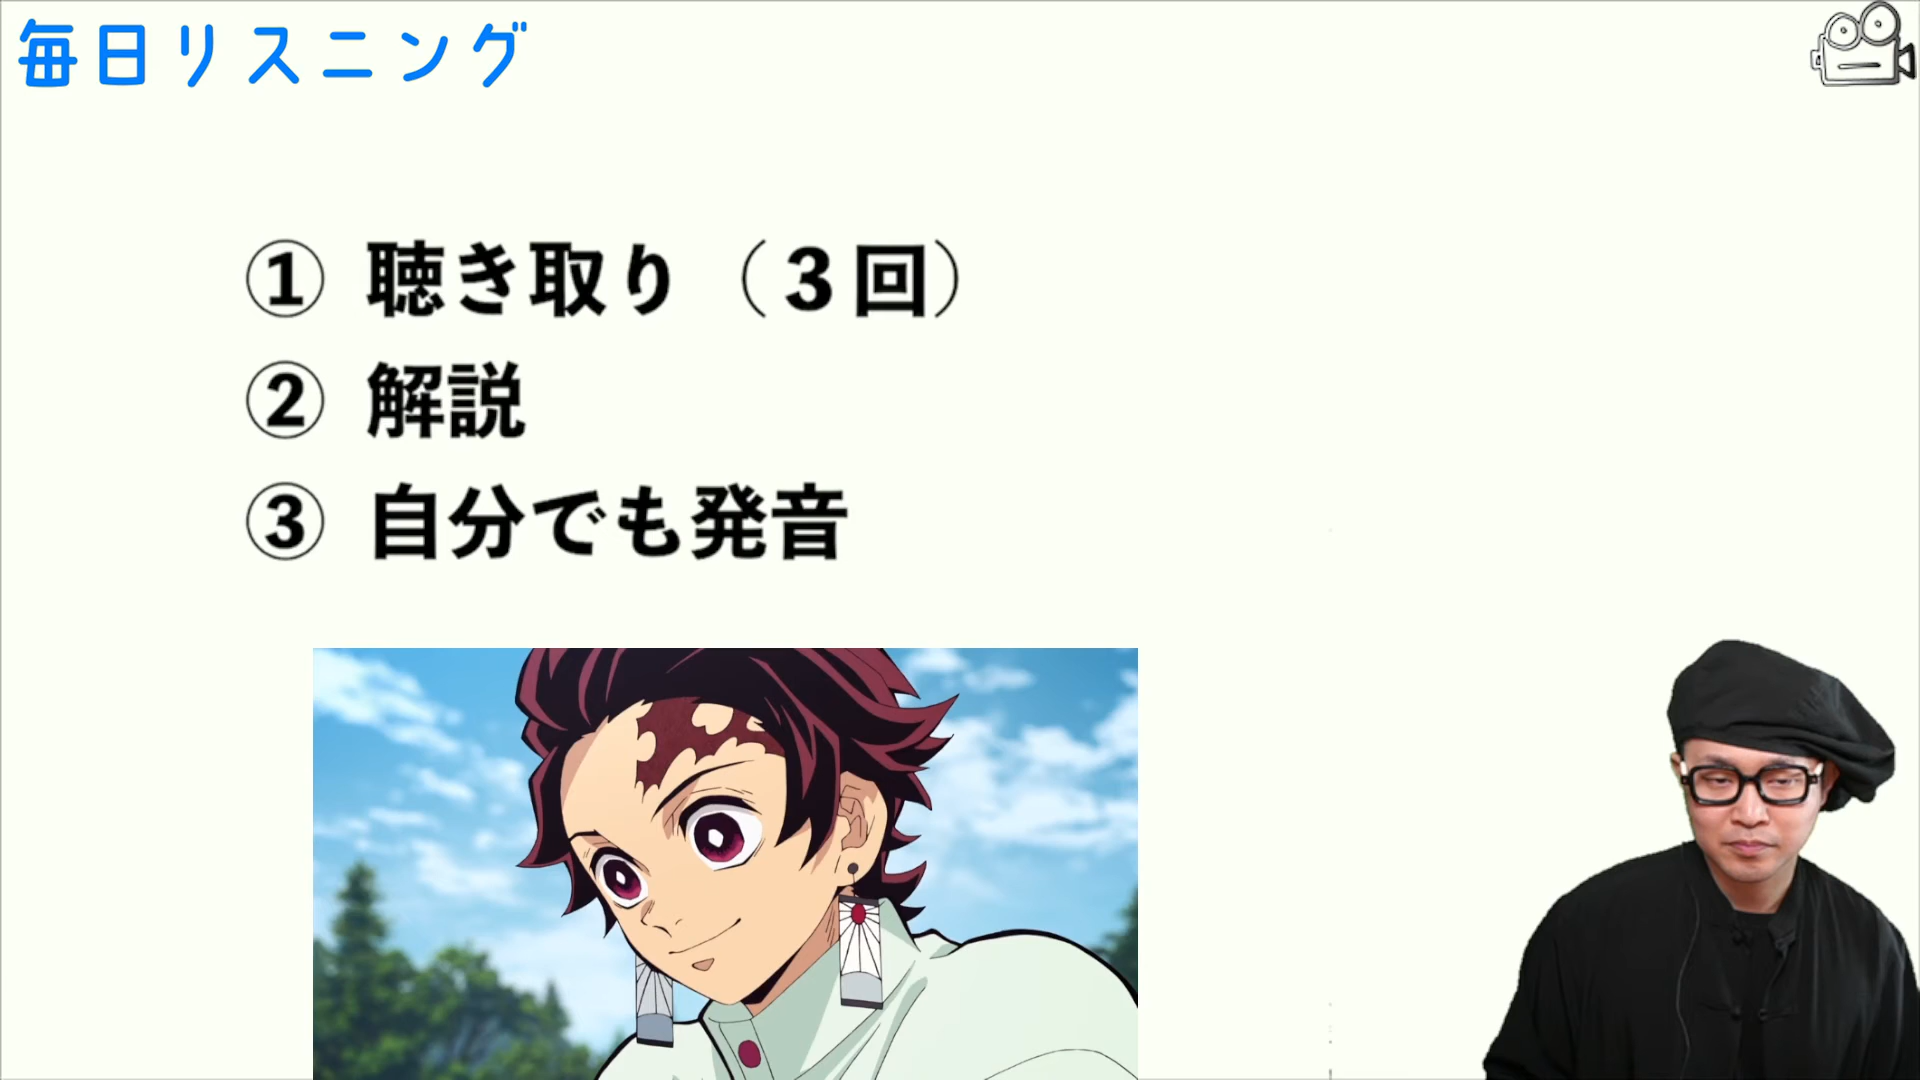 毎日リスニング
① 聴き取り（３回）
② 解説
③ 自分でも発音